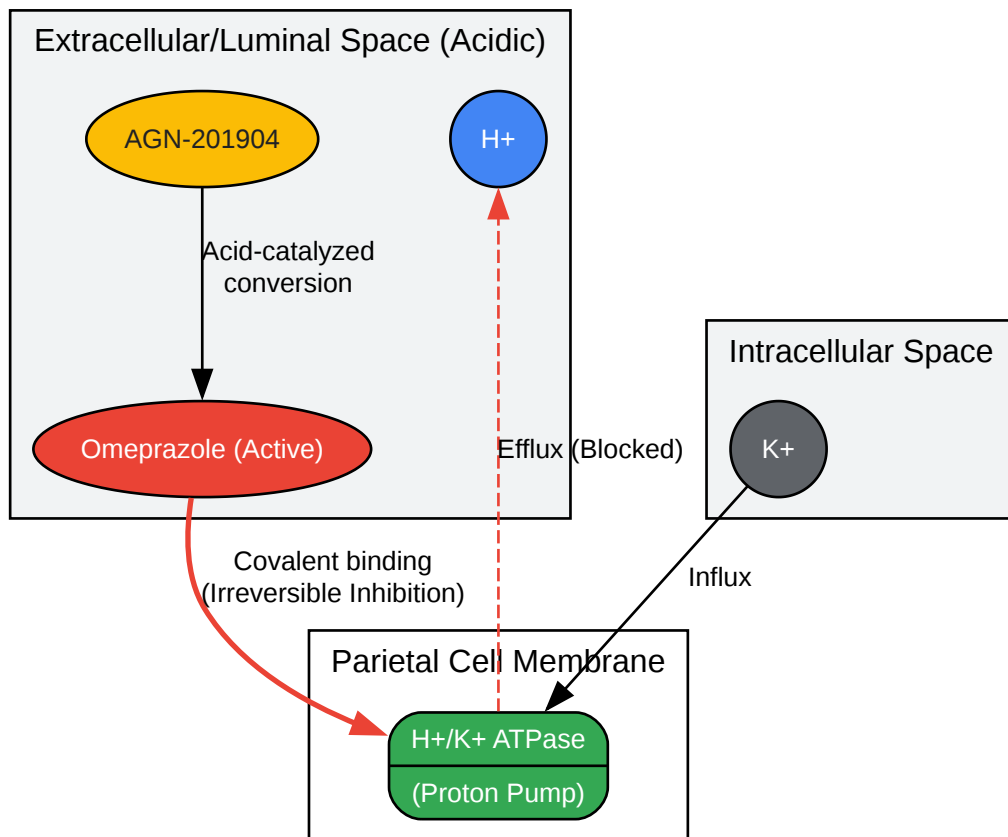 Extracellular/Luminal Space (Acidic)
AGN-201904
H+
Acid-catalyzed
conversion
Intracellular Space
Omeprazole (Active)
Efflux (Blocked)
K+
Covalent binding
(Irreversible Inhibition)
Influx
Parietal Cell Membrane
H+/K+ ATPase
(Proton Pump)